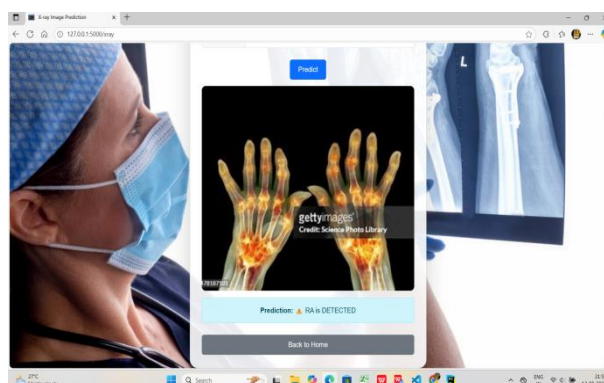 X-ray Image Prediction
127.0.0.1:5000/xray
Predict
L
gettyimages®
Credit: Science Photo Library
Prediction: ⚠ RA is DETECTED
Back to Home
27°C
Search
ENG